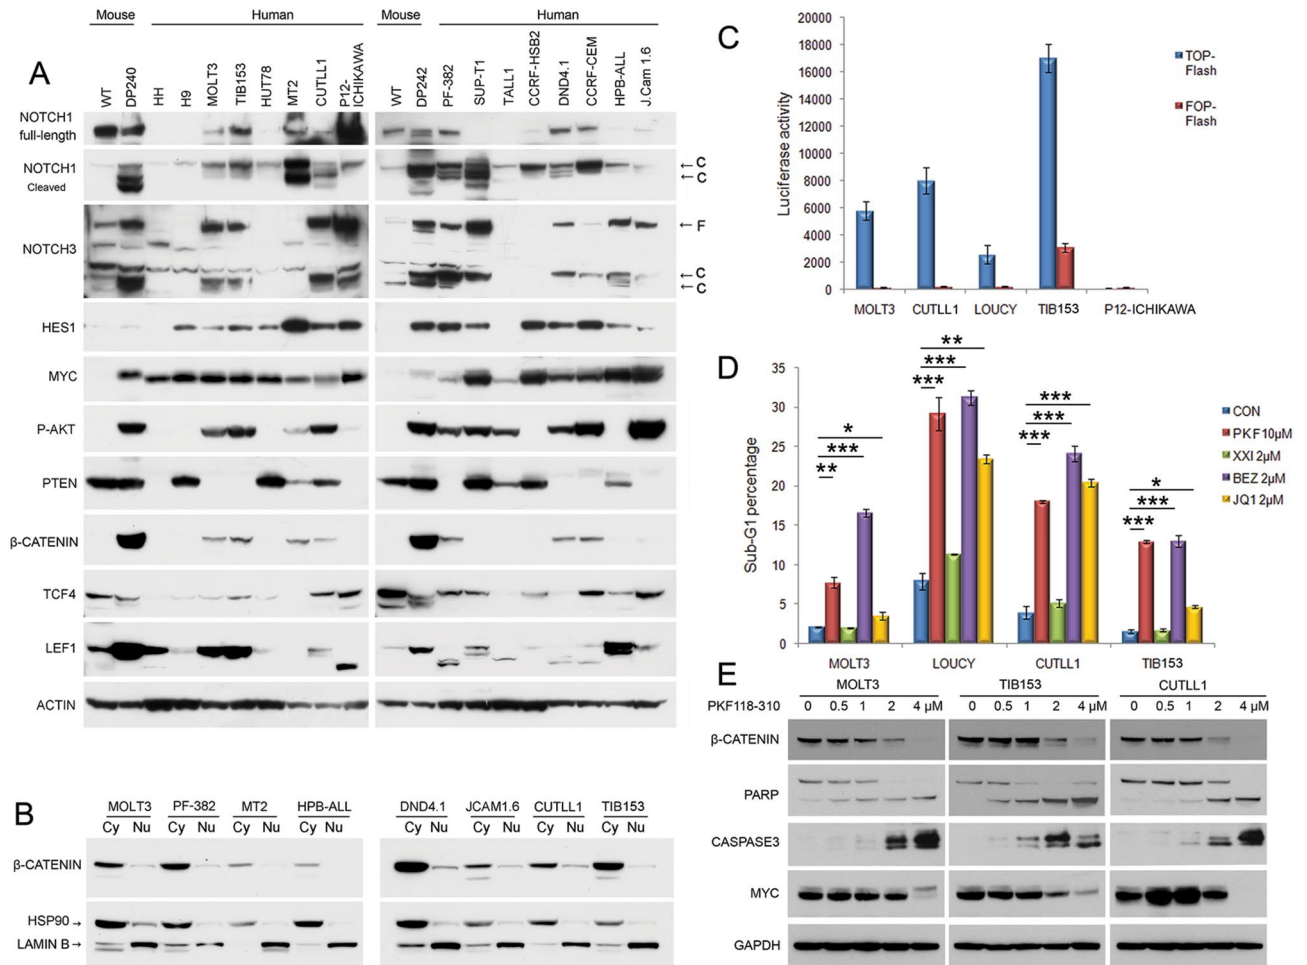 A
Mouse Human Mouse Human
WT DP240 HH H9 MOLT3 TIB153 HUT78 MT2 CUTLL1 P12-ICHIKAWA WT DP242 PF-382 SUP-T1 TALL1 CCRF-HSB2 DND4.1 CCRF-CEM HPB-ALL J.Cam 1.6
NOTCH1
full-length
NOTCH1
Cleaved
← C
← C
NOTCH3
← F
← C
← C
HES1
MYC
P-AKT
PTEN
β-CATENIN
TCF4
LEF1
ACTIN
B
MOLT3 PF-382 MT2 HPB-ALL DND4.1 JCAM1.6 CUTLL1 TIB153
Cy Nu Cy Nu Cy Nu Cy Nu Cy Nu Cy Nu Cy Nu Cy Nu
β-CATENIN
HSP90→
LAMIN B→
C
Luciferase activity
20000
18000
16000
14000
12000
10000
8000
6000
4000
2000
0
MOLT3 CUTLL1 LOUCY TIB153 P12-ICHIKAWA
TOP-
Flash
FOP-
Flash
D
Sub-G1 percentage
35
30
25
20
15
10
5
0
*
***
**
**
***
***
***
***
***
*
***
***
MOLT3 LOUCY CUTLL1 TIB153
CON
PKF10µM
XXI 2µM
BEZ 2µM
JQ1 2µM
E
MOLT3 TIB153 CUTLL1
PKF118-310 0 0.5 1 2 4 µM 0 0.5 1 2 4 µM 0 0.5 1 2 4 µM
β-CATENIN
PARP
CASPASE3
MYC
GAPDH